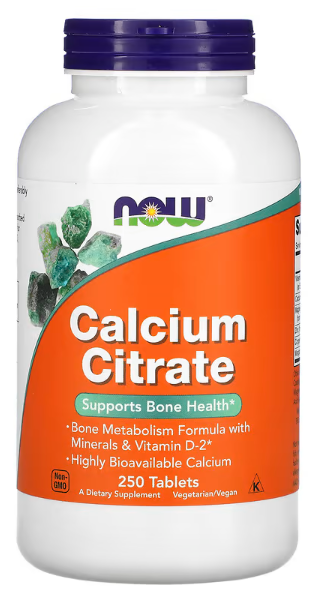 NOW
Calcium
Citrate
Supports Bone Health*
• Bone Metabolism Formula with
Minerals & Vitamin D-2*
• Highly Bioavailable Calcium
250 Tablets
Non-
GMO
A Dietary Supplement Vegetarian/Vegan
K